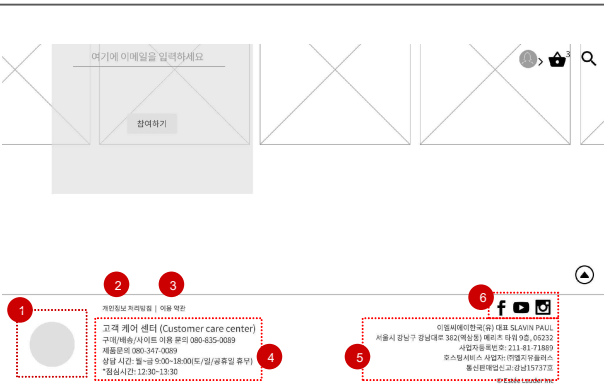 여기에 이메일을 입력하세요
3
참여하기
2
3
6
1
개인정보 처리방침 | 이용 약관
고객 케어 센터 (Customer care center)
구매/배송/사이트 이용 문의 080-835-0089
제품문의 080-347-0089
상담 시간: 월~금 9:00~18:00(토/일/공휴일 휴무)
*점심시간: 12:30~13:30
4
5
이엘씨에이한국(유) 대표 SLAVIN PAUL
서울시 강남구 강남대로 382(역삼동) 메리츠 타워 9층, 06232
사업자등록번호: 211-81-71889
호스팅서비스 사업자: ㈜엘지유플러스
통신판매업신고:강남15737호
© Estée Lauder Inc